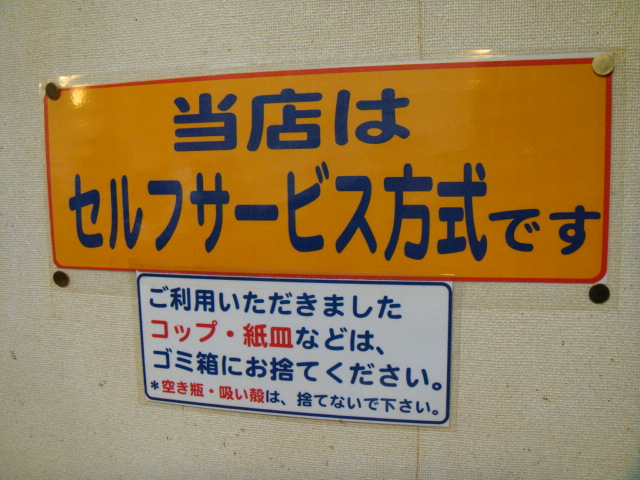 当店は
セルフサービス方式です
ご利用いただきました
コップ・紙皿などは、
ゴミ箱にお捨てください。
*空き瓶・吸い殻は、捨てないで下さい。